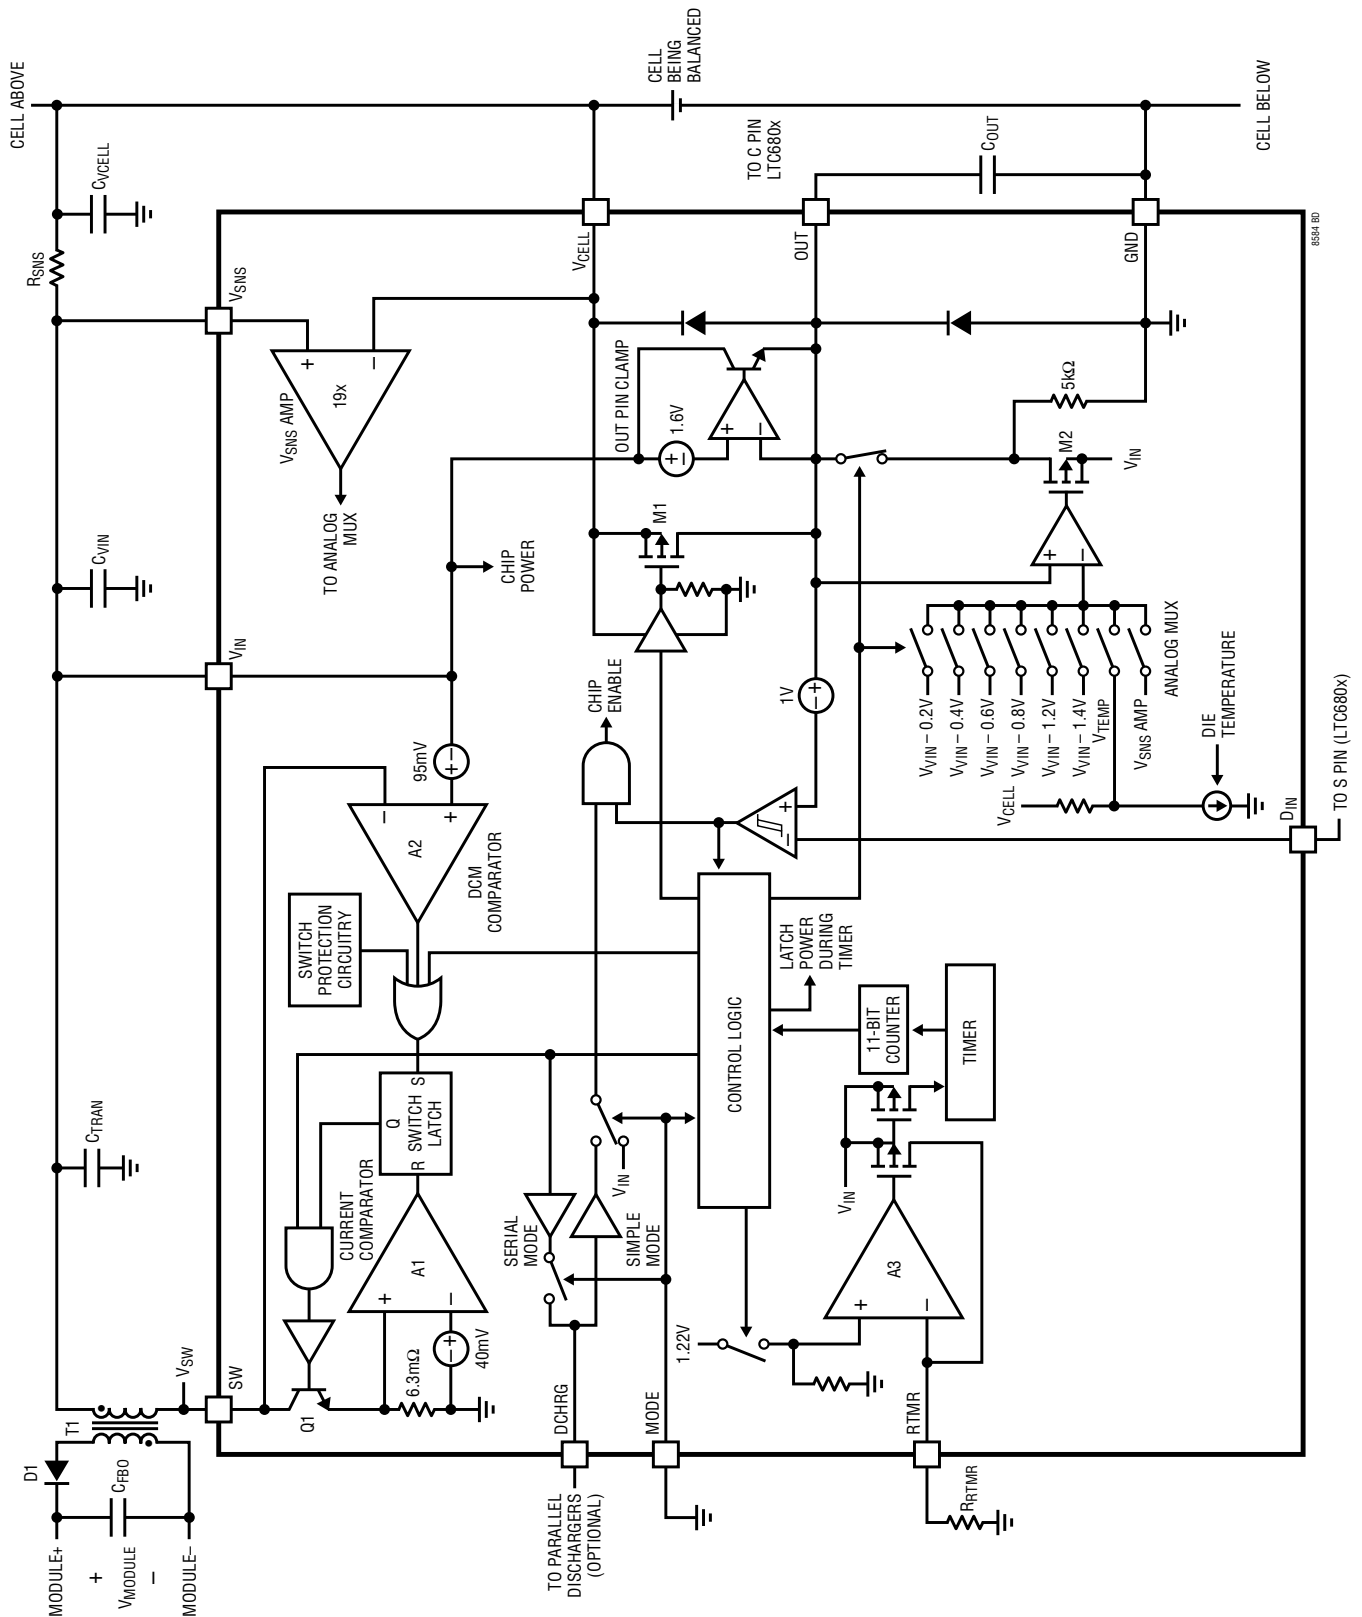 CELL ABOVE
CELL
BEING
BALANCED
CELL BELOW
TO C PIN
LTC680x
COUT
CVCELL
RSNS
VSNS
VCELL
OUT
GND
8584 BD
VSNS AMP
19x
+
–
TO ANALOG
MUX
OUT PIN CLAMP
1.6V
+
–
+
–
5kΩ
M2
VIN
+
–
M1
CVIN
VIN
CHIP
POWER
CHIP
ENABLE
1V
–
+
ANALOG MUX
VVIN – 0.2V
VVIN – 0.4V
VVIN – 0.6V
VVIN – 0.8V
VVIN – 1.2V
VVIN – 1.4V
VTEMP
VSNS AMP
DIE
TEMPERATURE
VCELL
DIN
TO S PIN (LTC680x)
95mV
+
–
A2
–
+
DCM
COMPARATOR
+
–
SWITCH
PROTECTION
CIRCUITRY
LATCH
POWER
DURING
TIMER
CONTROL LOGIC
11-BIT
COUNTER
TIMER
CTRAN
Q
S
R
SWITCH
LATCH
CURRENT
COMPARATOR
A1
+
–
VIN
SERIAL
MODE
SIMPLE
MODE
VIN
A3
+
–
1.22V
6.3mΩ
40mV
–
+
Q1
VSW
SW
T1
D1
CFBO
DCHRG
MODE
RTMR
RRTMR
TO PARALLEL
DISCHARGERS
(OPTIONAL)
MODULE+
+
VMODULE
–
MODULE–